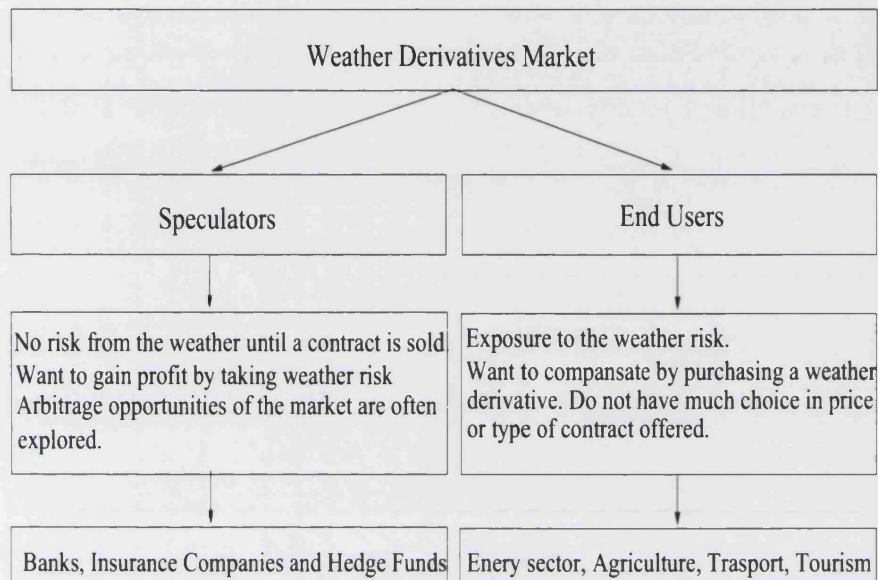 Weather Derivatives Market
Speculators
End Users
No risk from the weather until a contract is sold.
Want to gain profit by taking weather risk
Arbitrage opportunities of the market are often
explored.
Exposure to the weather risk.
Want to compansate by purchasing a weather
derivative. Do not have much choice in price
or type of contract offered.
Banks, Insurance Companies and Hedge Funds
Enery sector, Agriculture, Trasport, Tourism